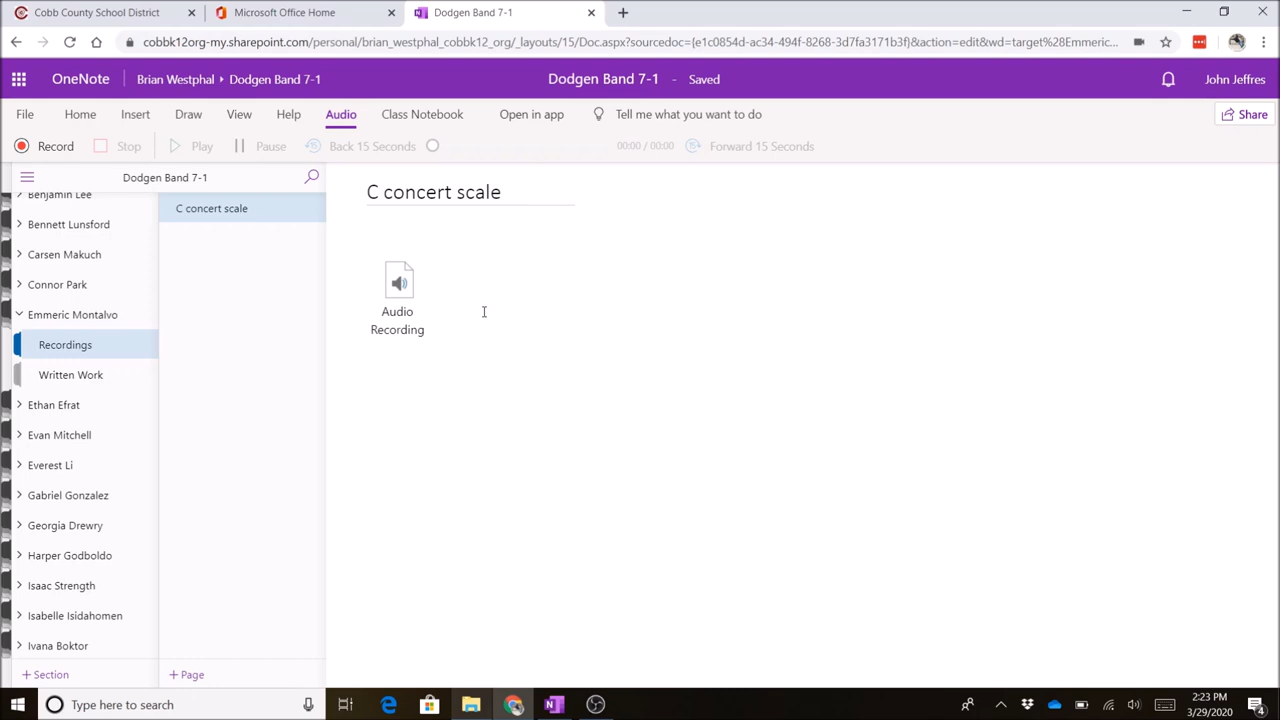 Cobb County School District
Microsoft Office Home
Dodgen Band 7-1
cobbk12org-my.sharepoint.com/personal/brian_westphal_cobbk12_org/_layouts/15/Doc.aspx?sourcedoc={e1c0854d-ac34-494f-8268-3d7fa3171b3f}&action=edit&wd=target%28Emmeric...
OneNote
Brian Westphal
Dodgen Band 7-1
Dodgen Band 7-1 - Saved
John Jeffres
File
Home
Insert
Draw
View
Help
Audio
Class Notebook
Open in app
Tell me what you want to do
Share
Record
Stop
Play
Pause
Back 15 Seconds
00:00 / 00:00
Forward 15 Seconds
Dodgen Band 7-1
Benjamin Lee
Bennett Lunsford
Carsen Makuch
Connor Park
Emmeric Montalvo
Recordings
Written Work
Ethan Efrat
Evan Mitchell
Everest Li
Gabriel Gonzalez
Georgia Drewry
Harper Godboldo
Isaac Strength
Isabelle Isidahomen
Ivana Boktor
+ Section
C concert scale
+ Page
C concert scale
Audio
Recording
Type here to search
2:23 PM
3/29/2020
4